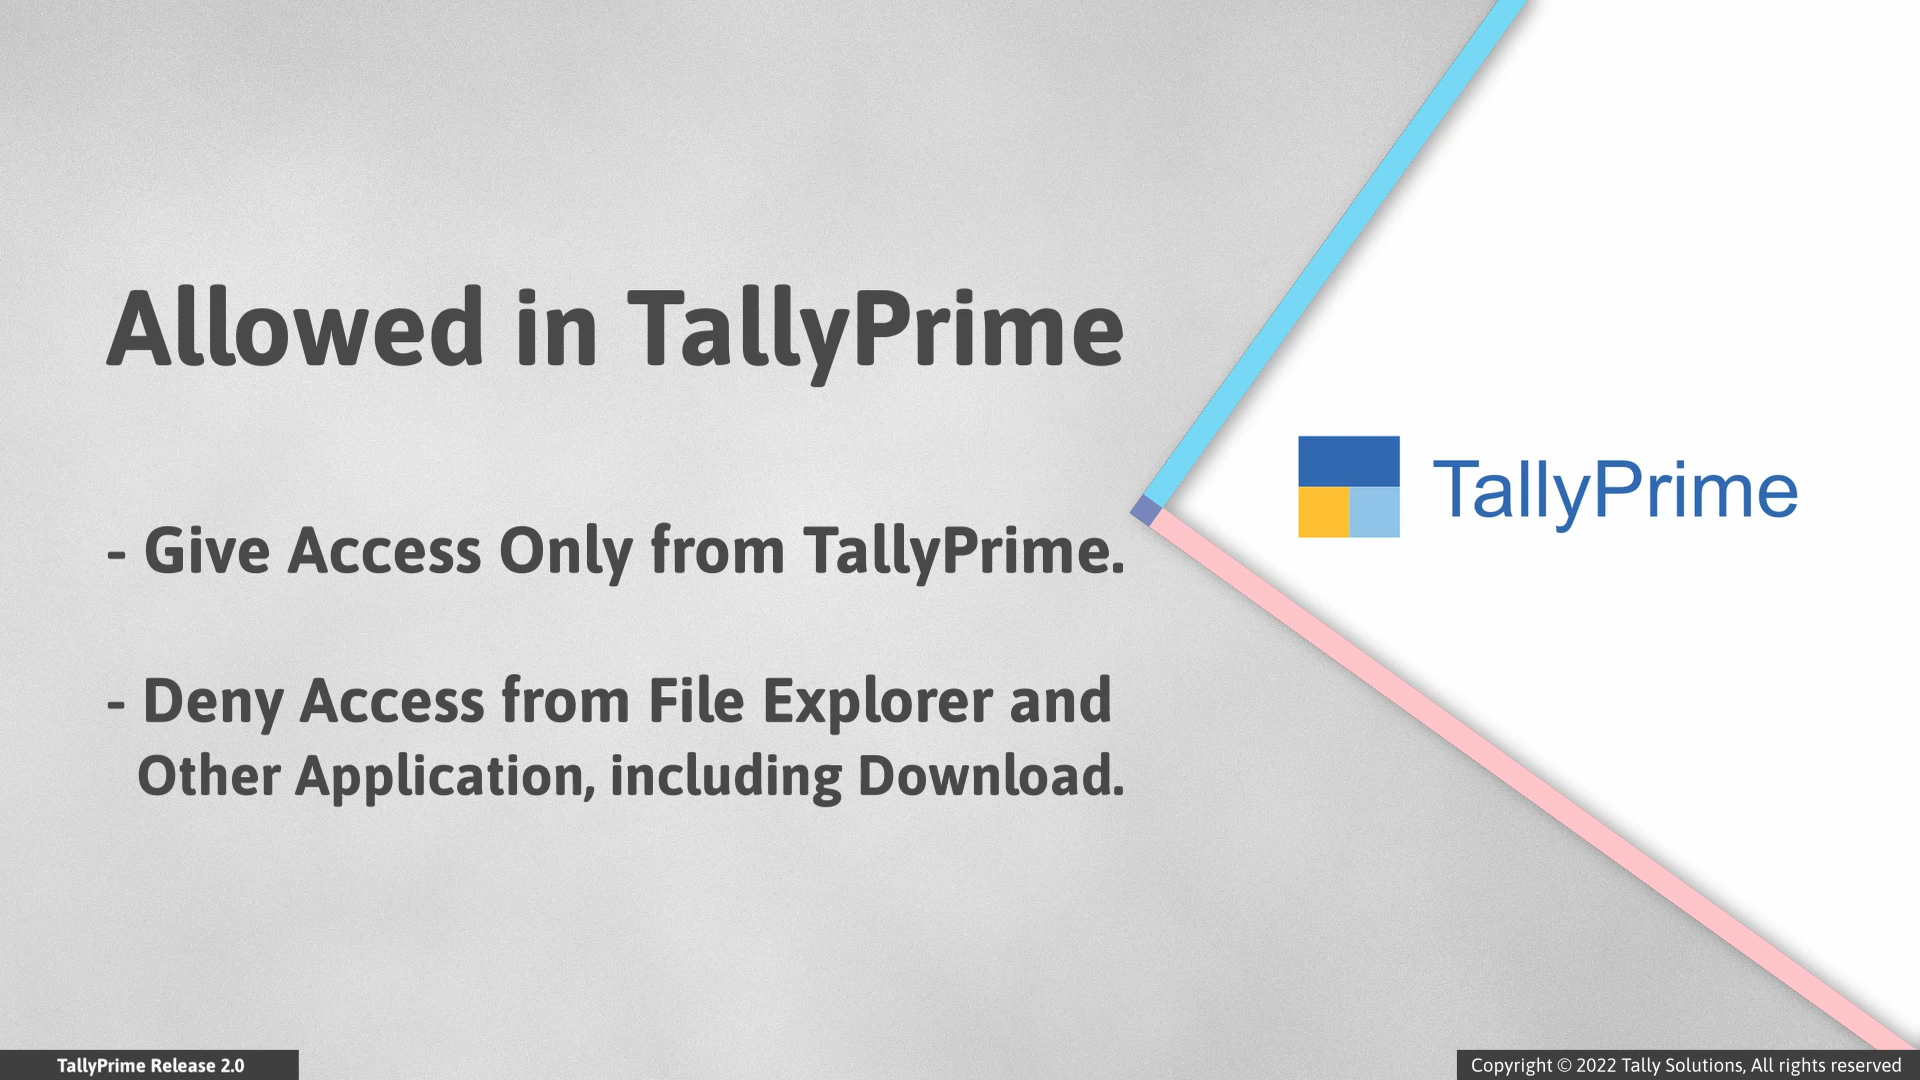 Allowed in TallyPrime
- Give Access Only from TallyPrime.
- Deny Access from File Explorer and
Other Application, including Download.
TallyPrime
TallyPrime Release 2.0
Copyright © 2022 Tally Solutions, All rights reserved